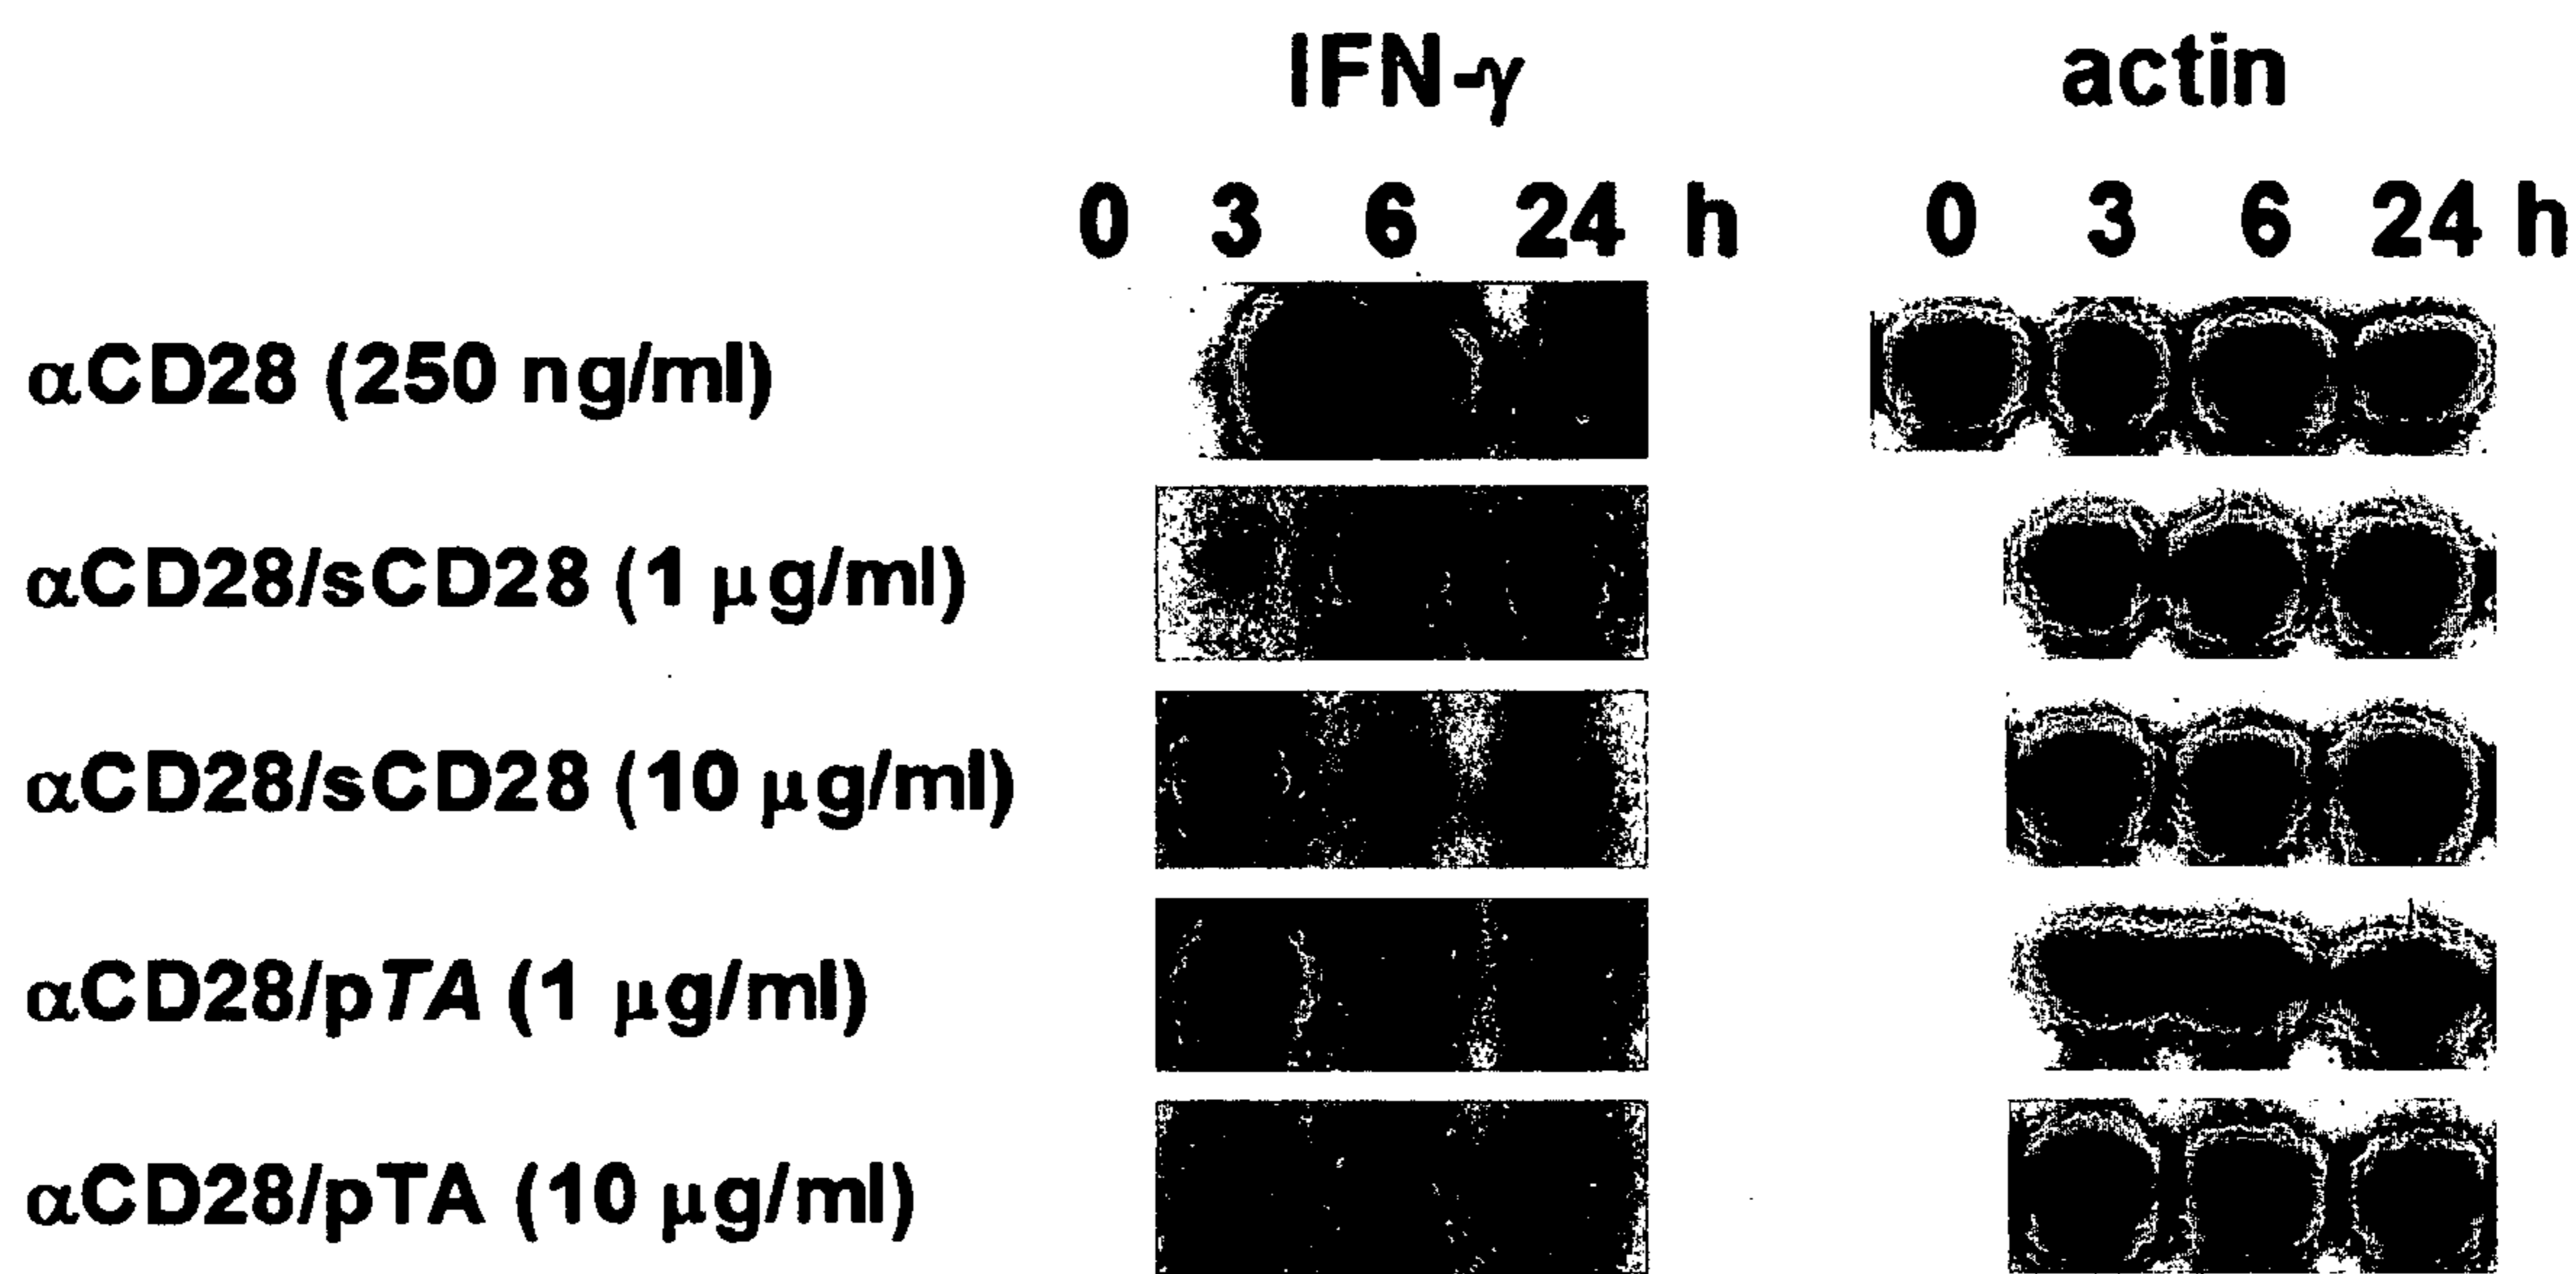 IFN-γ actin
0 3 6 24 h 0 3 6 24 h
αCD28 (250 ng/ml)
αCD28/sCD28 (1 μg/ml)
αCD28/sCD28 (10 μg/ml)
αCD28/pTA (1 μg/ml)
αCD28/pTA (10 μg/ml)